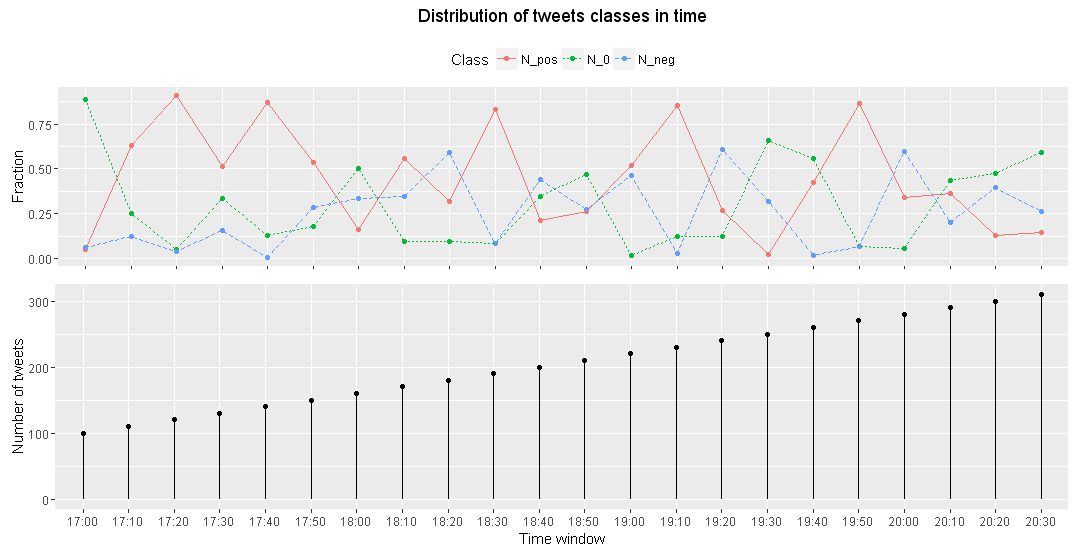 Distribution of tweets classes in time
Class N_pos N_0 N_neg
Fraction
0.75
0.50
0.25
0.00
Number of tweets
300
200
100
0
17:00 17:10 17:20 17:30 17:40 17:50 18:00 18:10 18:20 18:30 18:40 18:50 19:00 19:10 19:20 19:30 19:40 19:50 20:00 20:10 20:20 20:30
Time window